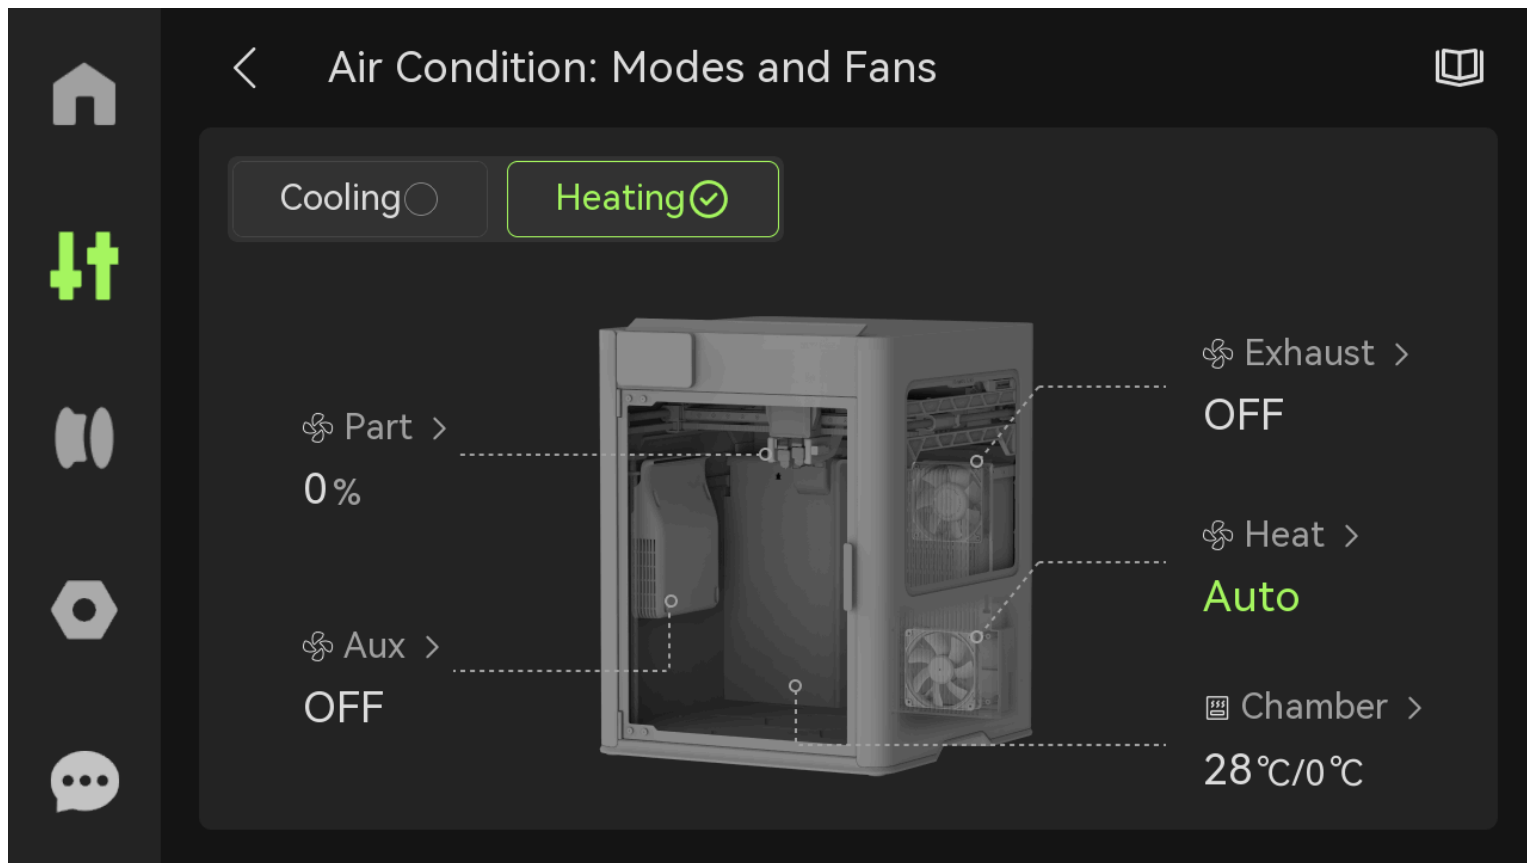 Air Condition: Modes and Fans
Cooling
Heating
Part
0%
Aux
OFF
Exhaust
OFF
Heat
Auto
Chamber
28℃/0℃